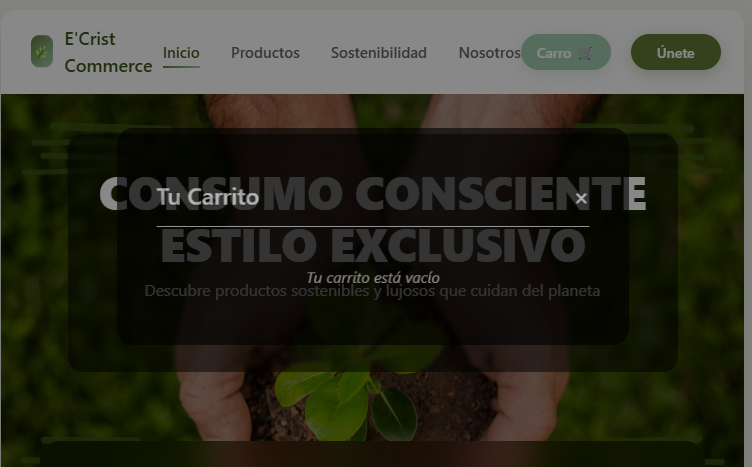 E'Crist
Commerce
Inicio
Productos
Sostenibilidad
Nosotros
Carro 🛒
Únete
CONSUMO CONSCIENTE
Tu Carrito
×
ESTILO EXCLUSIVO
Tu carrito está vacío
Descubre productos sostenibles y lujosos que cuidan del planeta